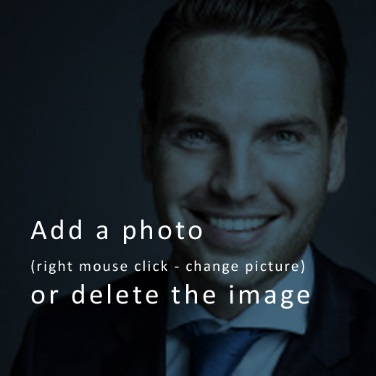 Add a photo
(right mouse click - change picture)
or delete the image